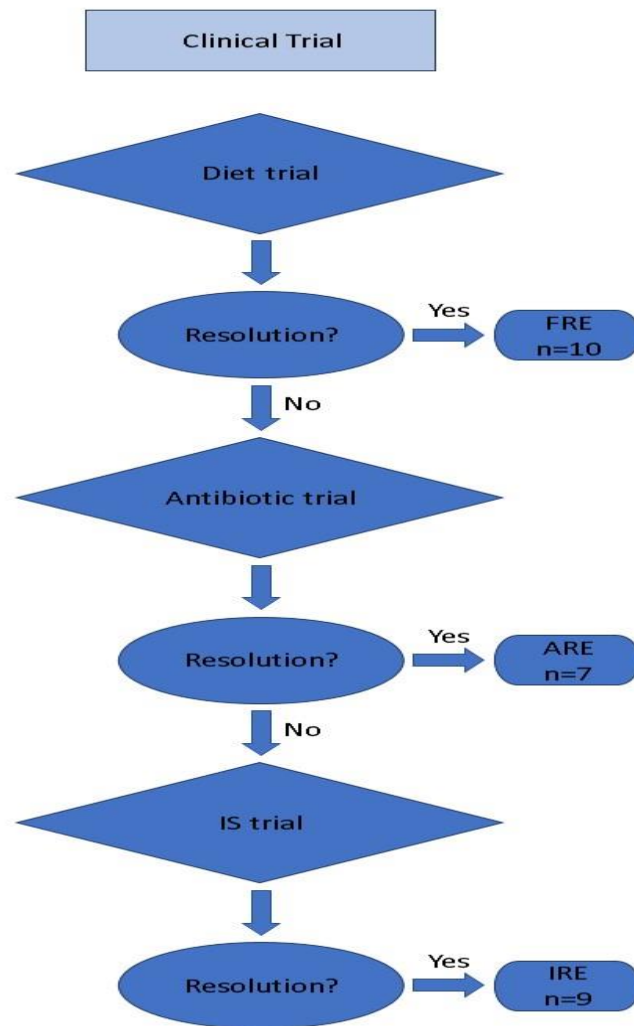 Clinical Trial
Diet trial
Resolution?
Yes
FRE
n=10
No
Antibiotic trial
Resolution?
Yes
ARE
n=7
No
IS trial
Resolution?
Yes
IRE
n=9